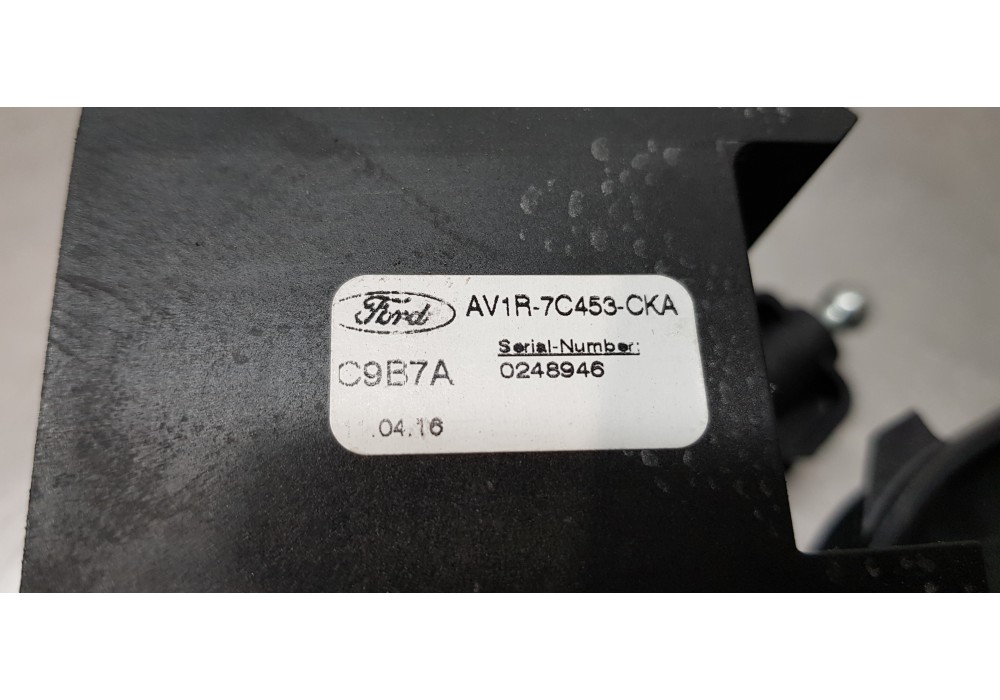 Ford AV1R-7C453-CKA
Serial-Number:
C9B7A 0248946
.04.16